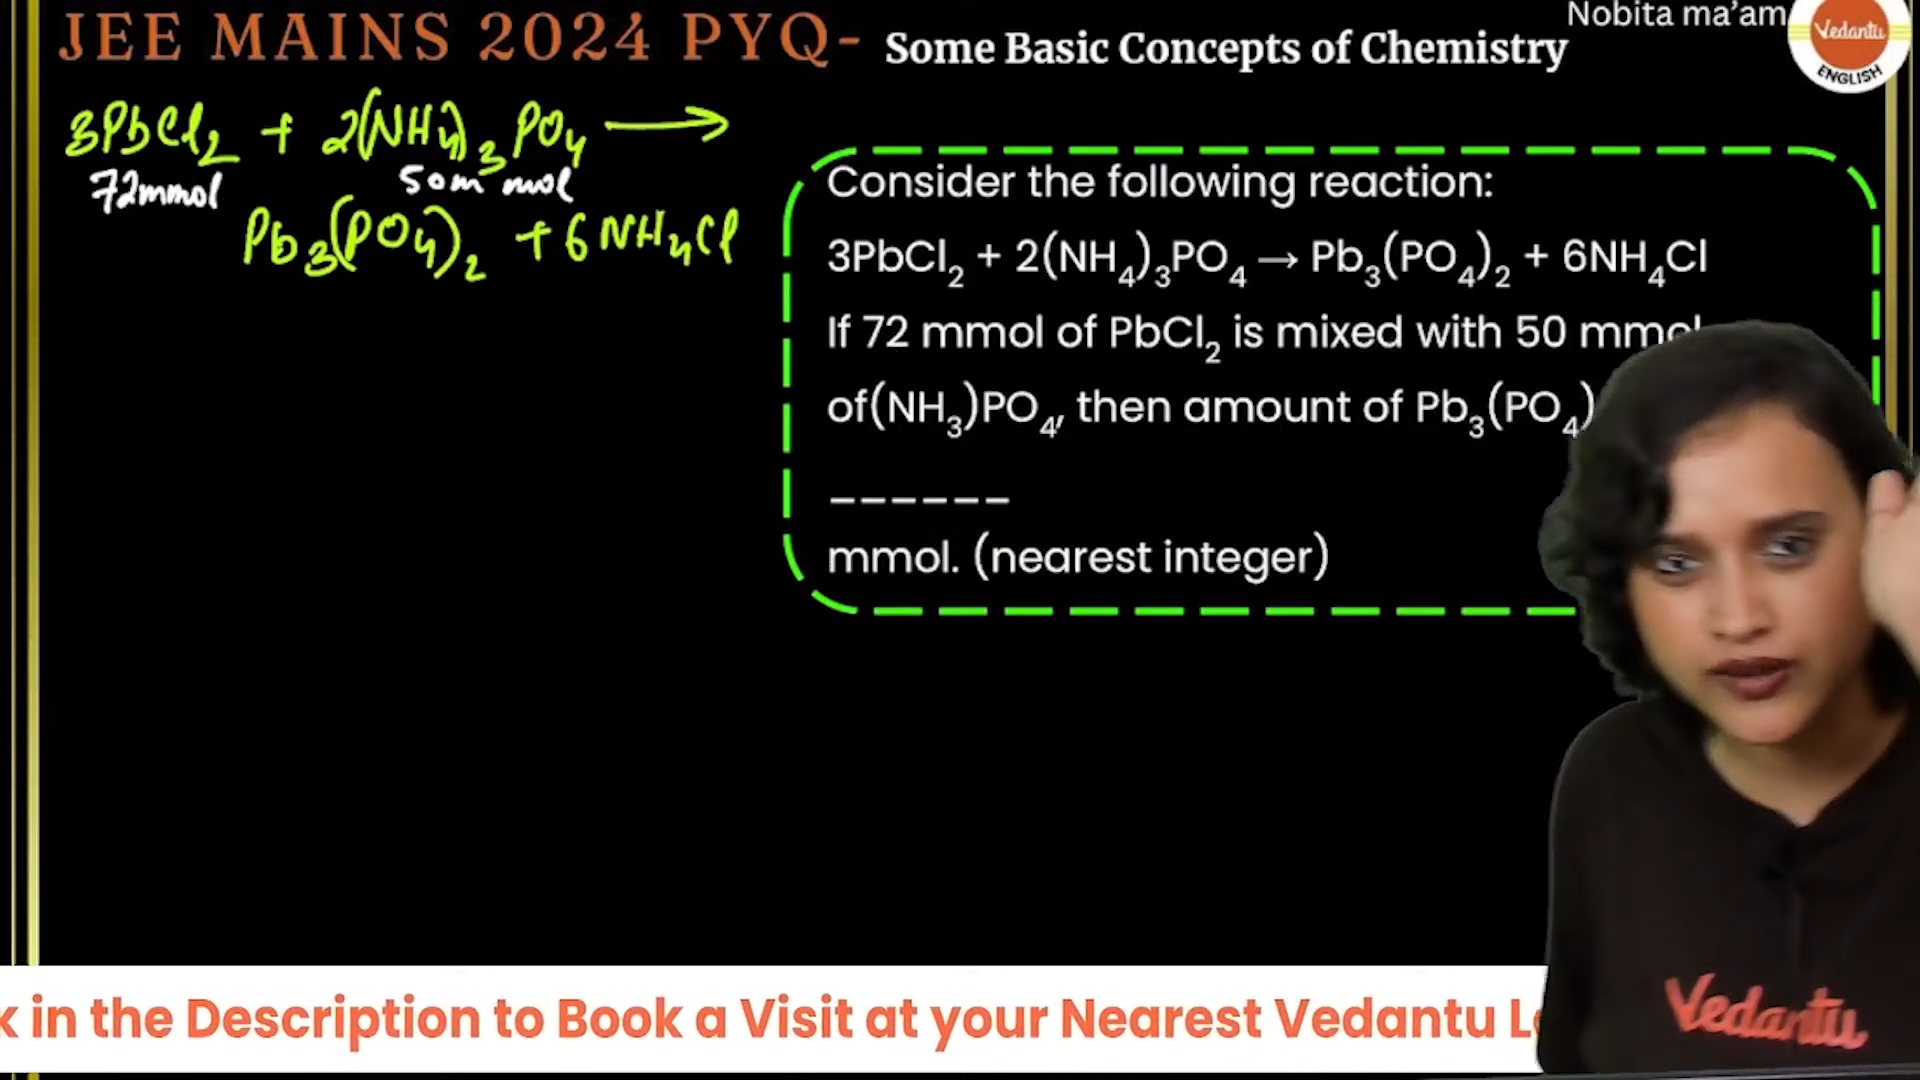 JEE MAINS 2024 PYQ- Some Basic Concepts of Chemistry
Nobita ma’am
Vedantu
ENGLISH
3PbCl₂ + 2(NH₄)₃PO₄ ⟶
72mmol 50m mol
Pb₃(PO₄)₂ + 6NH₄Cl
Consider the following reaction:
3PbCl₂ + 2(NH₄)₃PO₄ → Pb₃(PO₄)₂ + 6NH₄Cl
If 72 mmol of PbCl₂ is mixed with 50 mmol
of(NH₃)PO₄, then amount of Pb₃(PO₄)
______
mmol. (nearest integer)
in the Description to Book a Visit at your Nearest Vedantu
Vedantu